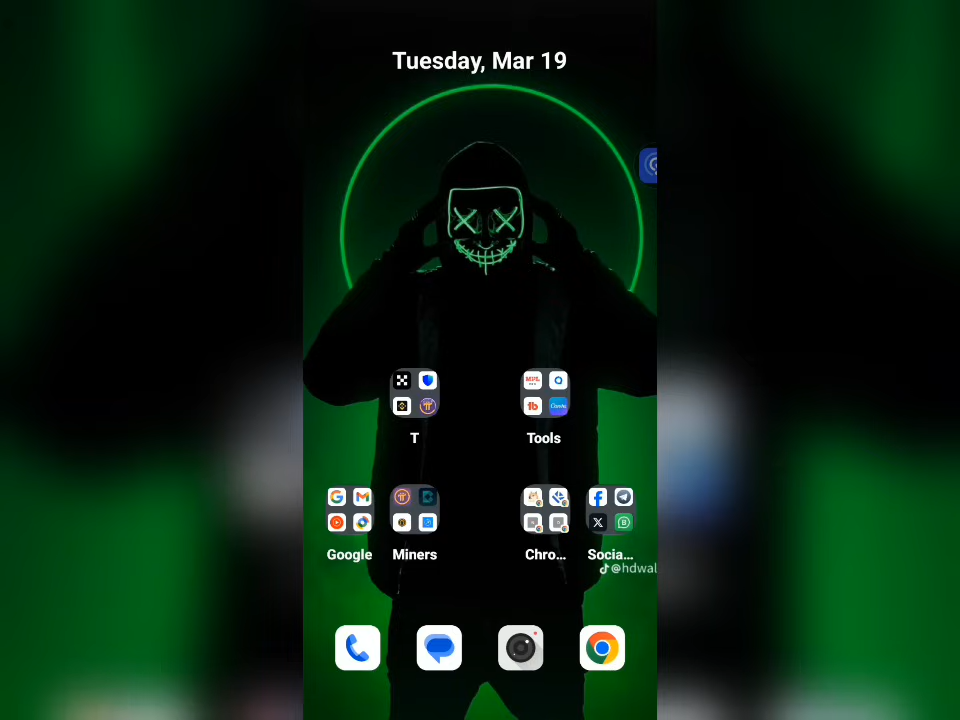 Tuesday, Mar 19
T
Tools
Google
Miners
Chro...
Socia...
@hdwal